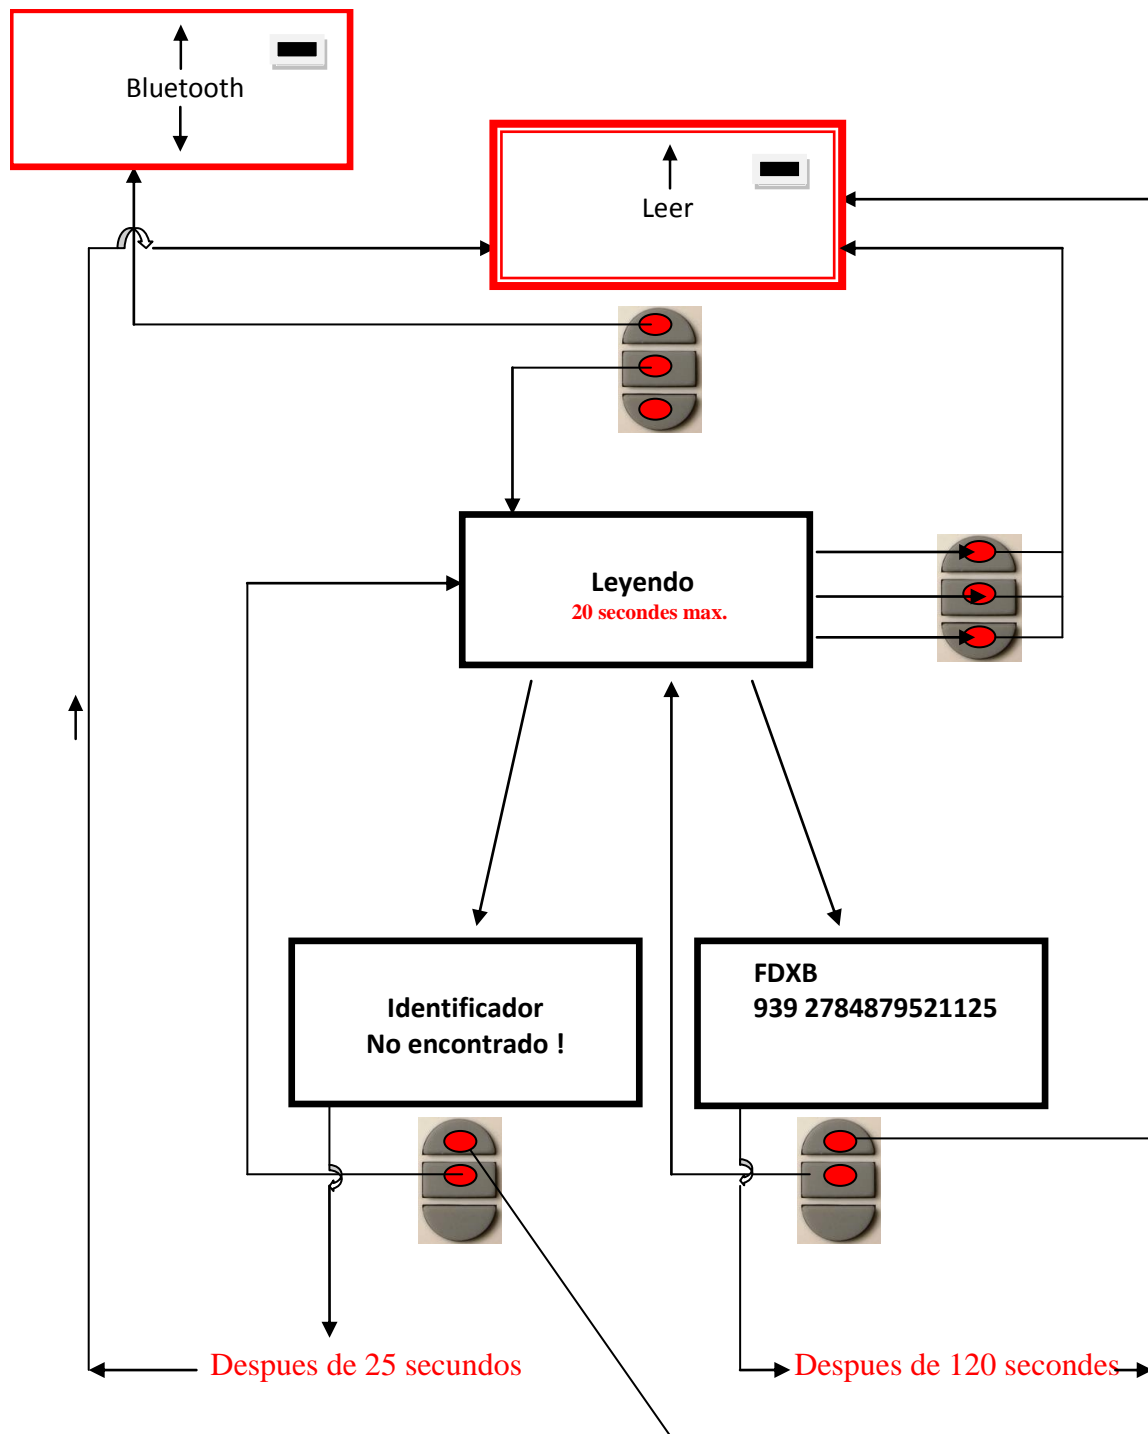 Bluetooth
Leer
Leyendo
20 secondes max.
Identificador
No encontrado !
FDXB
939 2784879521125
Despues de 25 secundos
Despues de 120 secondes